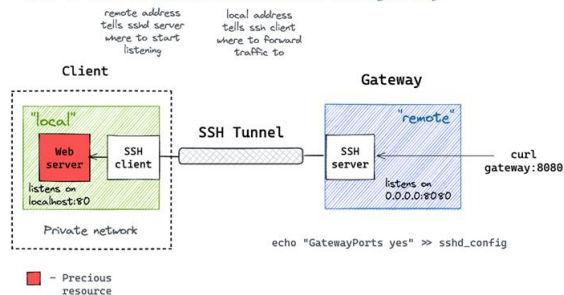 remote address
tells sshd server
where to start
listening
local address
tells ssh client
where to forward
traffic to
Client
Gateway
"local"
"remote"
Web
server
SSH
client
SSH Tunnel
SSH
server
curl
gateway:8080
listens on
localhost:80
listens on
0.0.0.0:8080
Private network
echo "GatewayPorts yes" >> sshd_config
- Precious
resource